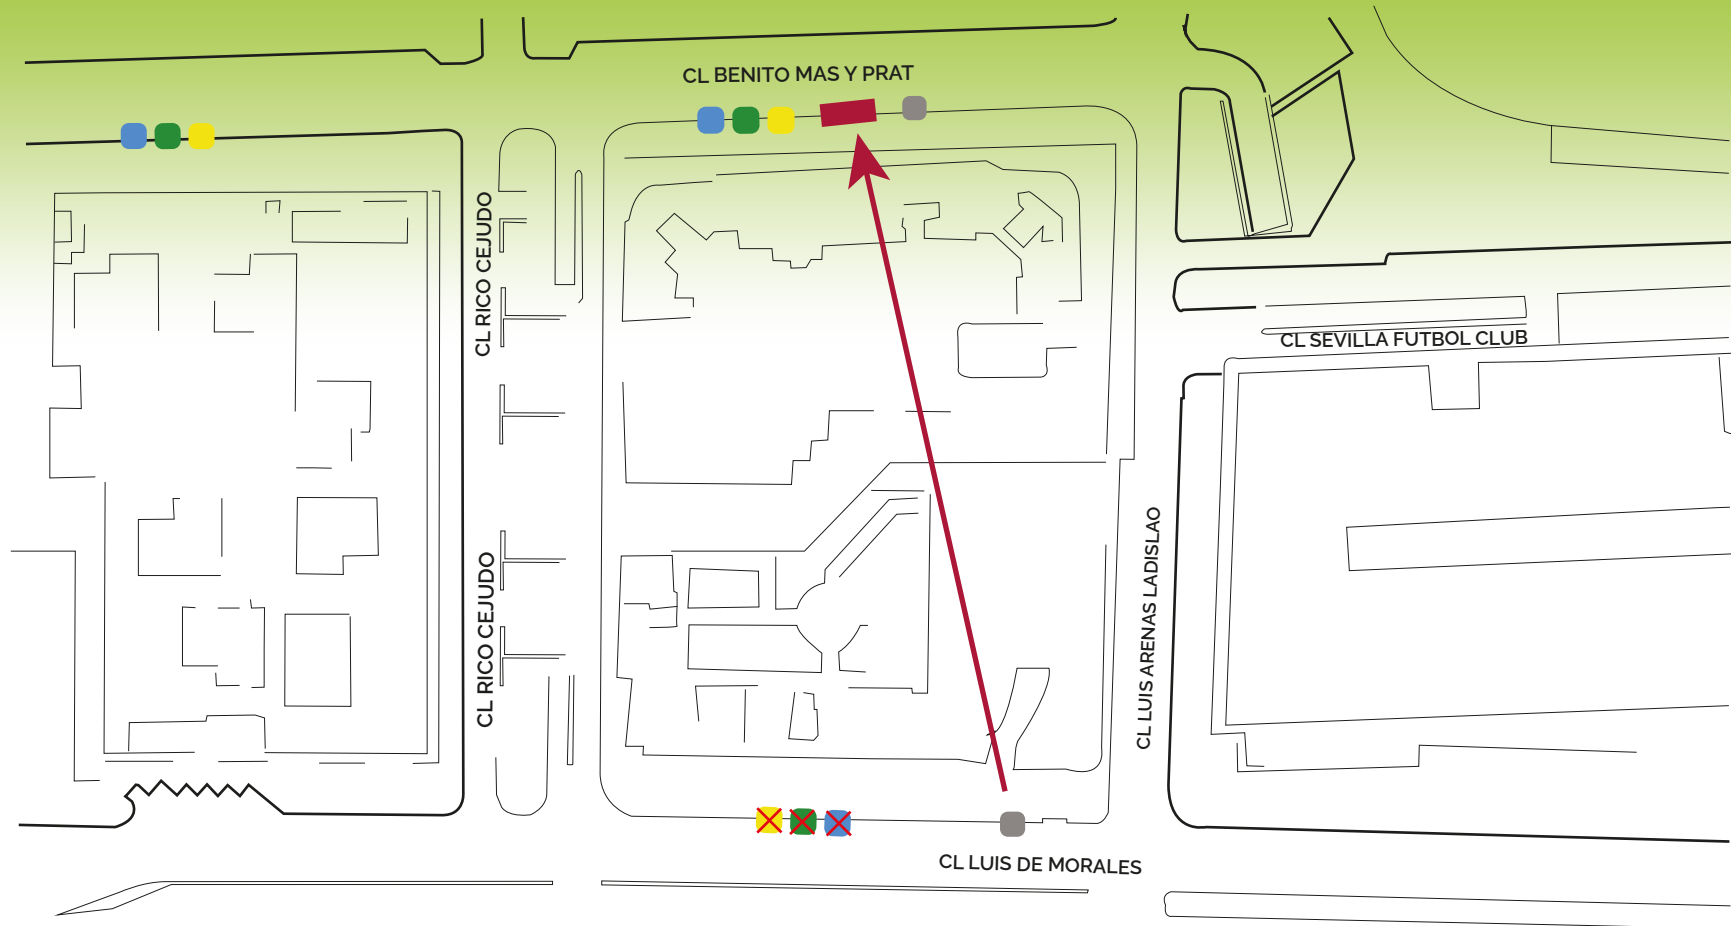 CL BENITO MAS Y PRAT
CL RICO CEJUDO
CL SEVILLA FUTBOL CLUB
CL RICO CEJUDO
CL LUIS ARENAS LADISLAO
CL LUIS DE MORALES